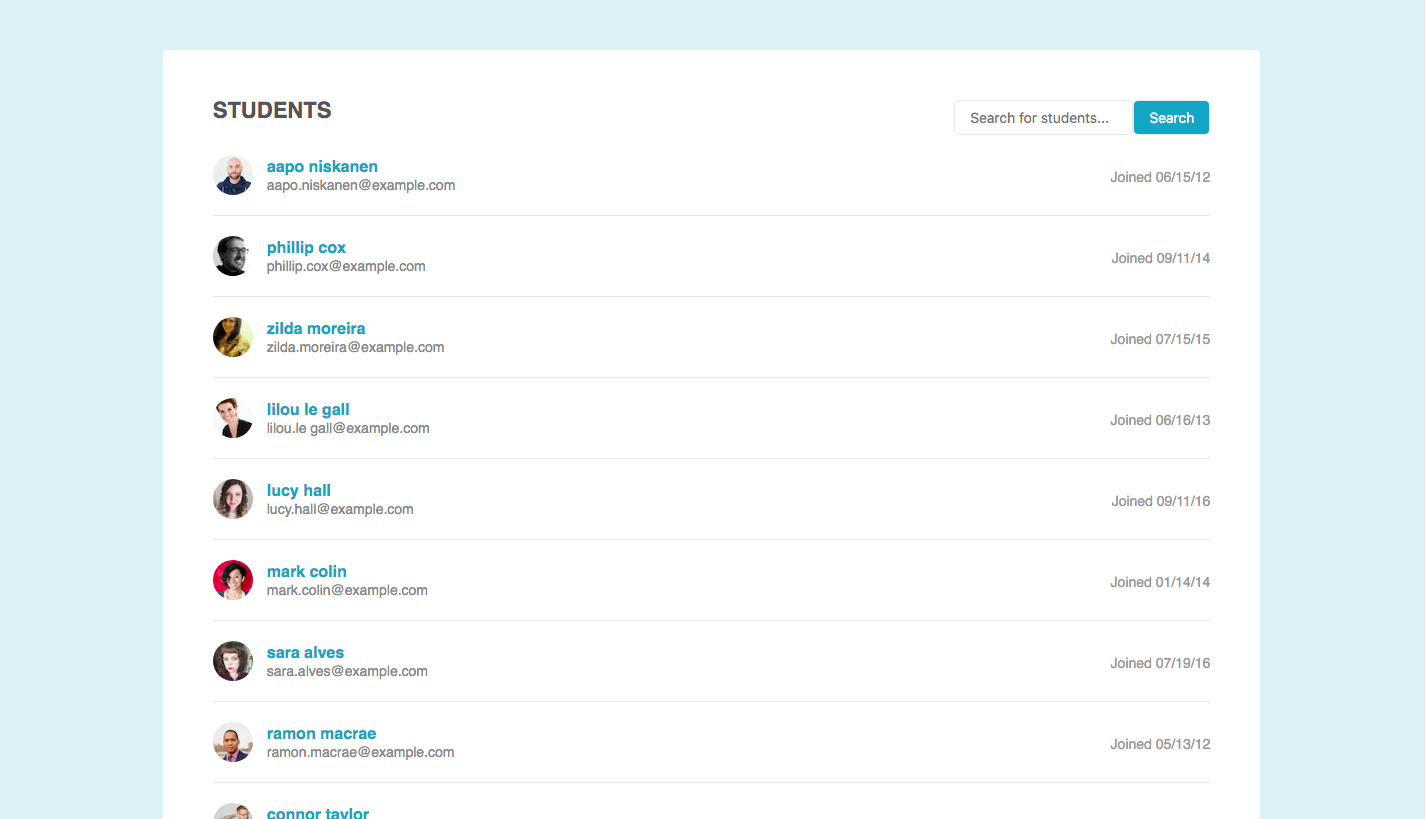 STUDENTS
Search for students...
Search
aapo niskanen
aapo.niskanen@example.com
Joined 06/15/12
phillip cox
phillip.cox@example.com
Joined 09/11/14
zilda moreira
zilda.moreira@example.com
Joined 07/15/15
lilou le gall
lilou.le gall@example.com
Joined 06/16/13
lucy hall
lucy.hall@example.com
Joined 09/11/16
mark colin
mark.colin@example.com
Joined 01/14/14
sara alves
sara.alves@example.com
Joined 07/19/16
ramon macrae
ramon.macrae@example.com
Joined 05/13/12
connor taylor